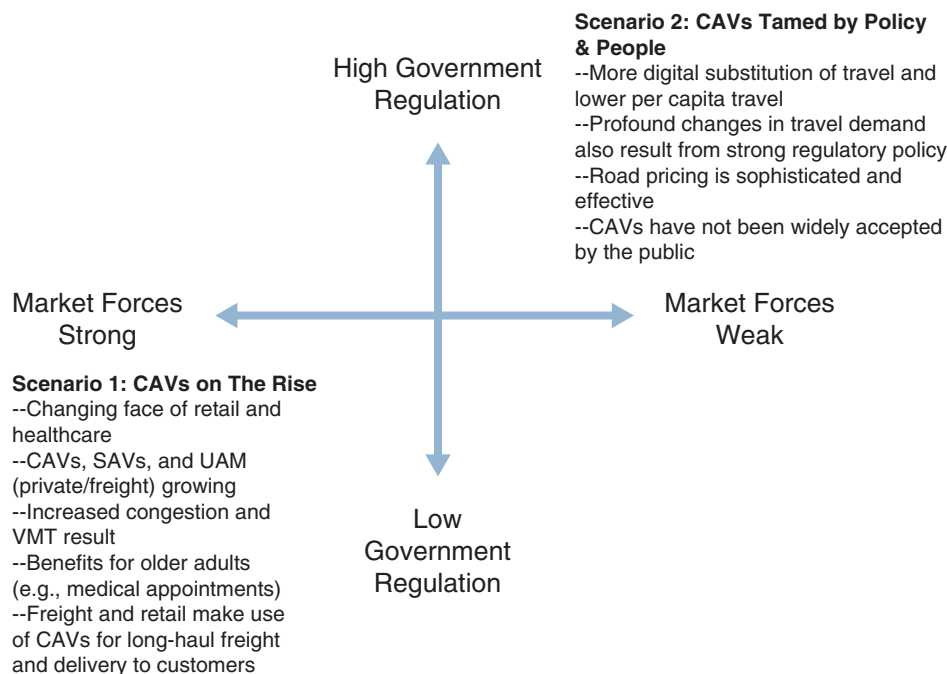 Scenario 2: CAVs Tamed by Policy
& People
--More digital substitution of travel and
lower per capita travel
--Profound changes in travel demand
also result from strong regulatory policy
--Road pricing is sophisticated and
effective
--CAVs have not been widely accepted
by the public
High Government
Regulation
Market Forces
Strong
Market Forces
Weak
Scenario 1: CAVs on The Rise
--Changing face of retail and
healthcare
--CAVs, SAVs, and UAM
(private/freight) growing
--Increased congestion and
VMT result
--Benefits for older adults
(e.g., medical appointments)
--Freight and retail make use
of CAVs for long-haul freight
and delivery to customers
Low
Government
Regulation